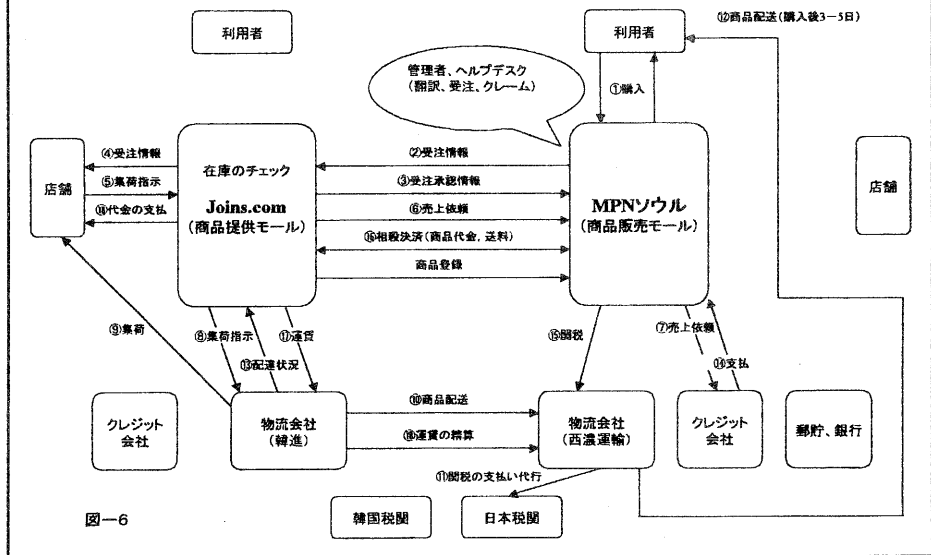 ⑫商品配送(購入後3－5日)
利用者
利用者
管理者、ヘルプデスク
(翻訳、受注、クレーム)
①購入
④受注情報
⑤集荷指示
⑱代金の支払
店舗
在庫のチェック
Joins.com
(商品提供モール)
②受注情報
③受注承認情報
⑥売上依頼
⑯相殺決済(商品代金, 送料)
商品登録
MPNソウル
(商品販売モール)
店舗
⑨集荷
⑧集荷指示
⑰運賃
⑬配達状況
⑮関税
⑦売上依頼
⑭支払
クレジット
会社
物流会社
(韓進)
⑩商品配送
運賃の精算
物流会社
(西濃運輸)
クレジット
会社
郵貯、銀行
⑪関税の支払い代行
韓国税関
日本税関
図－6